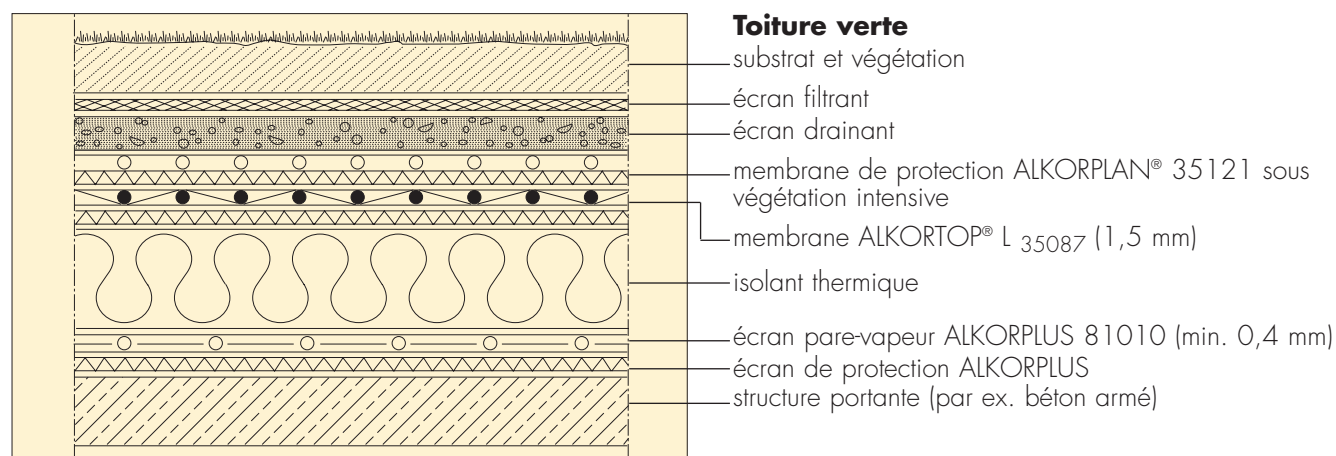 Toiture verte
substrat et végétation
écran filtrant
écran drainant
membrane de protection ALKORPLAN® 35121 sous
végétation intensive
membrane ALKORTOP® L 35087 (1,5 mm)
isolant thermique
écran pare-vapeur ALKORPLUS 81010 (min. 0,4 mm)
écran de protection ALKORPLUS
structure portante (par ex. béton armé)